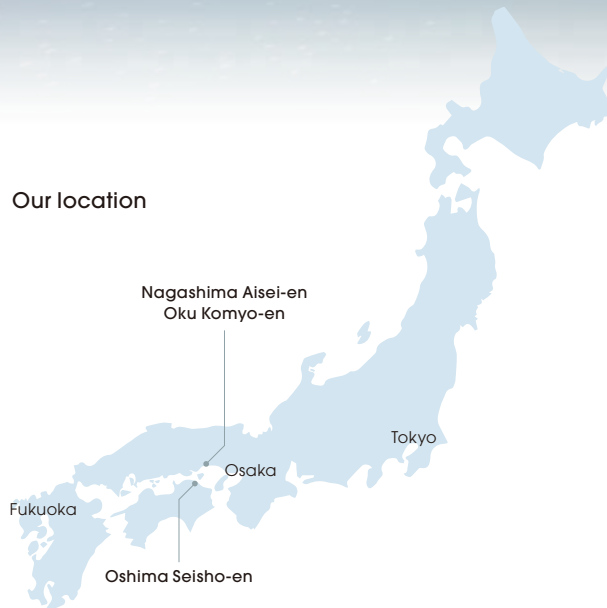 Our location
Nagashima Aisei-en
Oku Komyo-en
Tokyo
Osaka
Fukuoka
Oshima Seisho-en